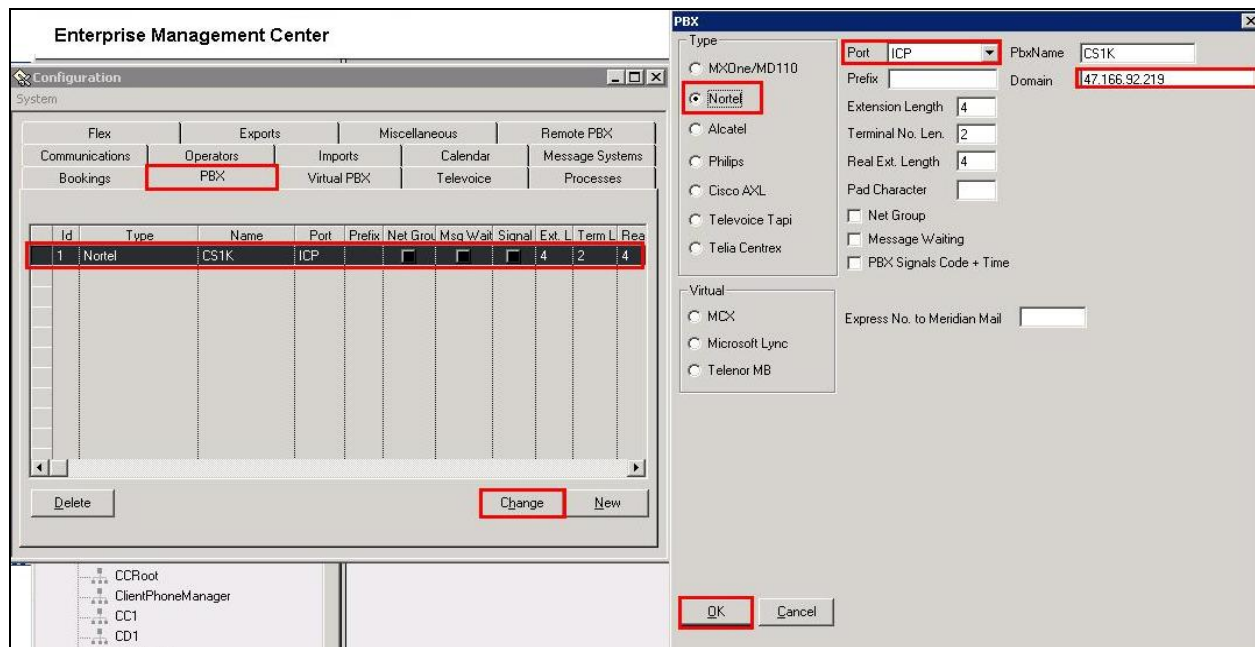 Enterprise Management Center
Configuration
System
Flex Exports Miscellaneous Remote PBX
Communications Operators Imports Calendar Message Systems
Bookings PBX Virtual PBX Televoice Processes
Id Type Name Port Prefix Net Grou Msg Wait Signal Ext. L Term L Rea
1 Nortel CS1K ICP 4 2 4
Delete Change New
CCRoot
ClientPhoneManager
CC1
CD1
PBX
Type
MXOne/MD110
Nortel
Alcatel
Philips
Cisco AXL
Televoice Tapi
Telia Centrex
Virtual
MCX
Microsoft Lync
Telenor MB
Port ICP PbxName CS1K
Prefix Domain 47.166.92.219
Extension Length 4
Terminal No. Len. 2
Real Ext. Length 4
Pad Character
Net Group
Message Waiting
PBX Signals Code + Time
Express No. to Meridian Mail
OK Cancel